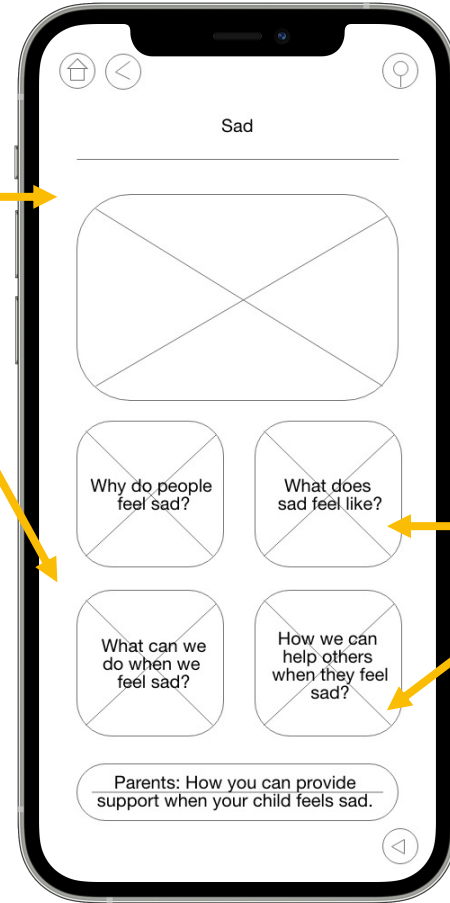 Sad
Why do people
feel sad?
What does
sad feel like?
What can we
do when we
feel sad?
How we can
help others
when they feel
sad?
Parents: How you can provide
support when your child feels sad.